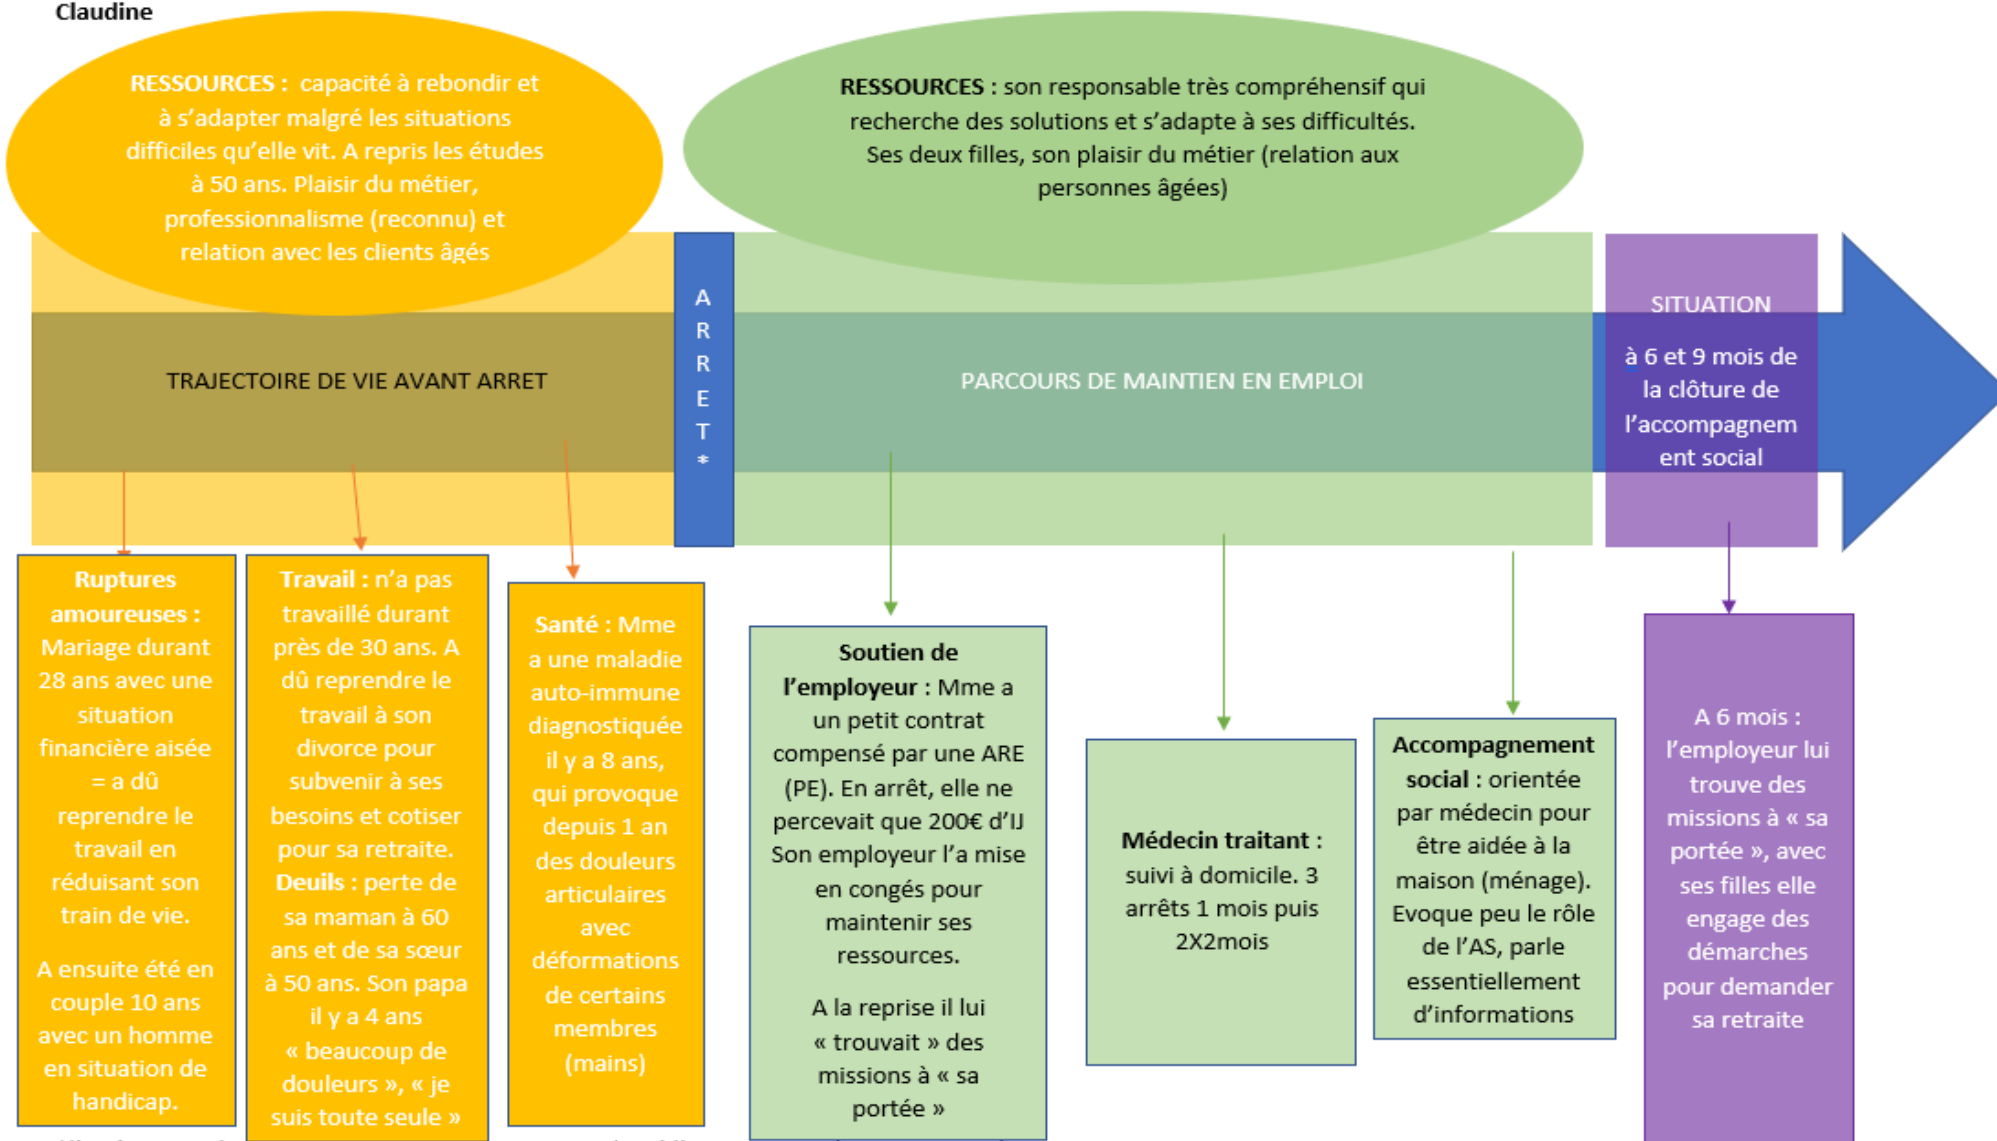 Claudine
RESSOURCES : capacité à rebondir et
à s’adapter malgré les situations
difficiles qu’elle vit. A repris les études
à 50 ans. Plaisir du métier,
professionnalisme (reconnu) et
relation avec les clients âgés
RESSOURCES : son responsable très compréhensif qui
recherche des solutions et s’adapte à ses difficultés.
Ses deux filles, son plaisir du métier (relation aux
personnes âgées)
TRAJECTOIRE DE VIE AVANT ARRET
A
R
R
E
T
*
PARCOURS DE MAINTIEN EN EMPLOI
SITUATION
à 6 et 9 mois de
la clôture de
l’accompagnem
ent social
Ruptures
amoureuses :
Mariage durant
28 ans avec une
situation
financière aisée
= a dû
reprendre le
travail en
réduisant son
train de vie.
A ensuite été en
couple 10 ans
avec un homme
en situation de
handicap.
Travail : n’a pas
travaillé durant
près de 30 ans. A
dû reprendre le
travail à son
divorce pour
subvenir à ses
besoins et cotiser
pour sa retraite.
Deuils : perte de
sa maman à 60
ans et de sa sœur
à 50 ans. Son papa
il y a 4 ans
« beaucoup de
douleurs », « je
suis toute seule »
Santé : Mme
a une maladie
auto-immune
diagnostiquée
il y a 8 ans,
qui provoque
depuis 1 an
des douleurs
articulaires
avec
déformations
de certains
membres
(mains)
Soutien de
l’employeur : Mme a
un petit contrat
compensé par une ARE
(PE). En arrêt, elle ne
percevait que 200€ d’IJ
Son employeur l’a mise
en congés pour
maintenir ses
ressources.
A la reprise il lui
« trouvait » des
missions à « sa
portée »
Médecin traitant :
suivi à domicile. 3
arrêts 1 mois puis
2X2mois
Accompagnement
social : orientée
par médecin pour
être aidée à la
maison (ménage).
Evoque peu le rôle
de l’AS, parle
essentiellement
d’informations
A 6 mois :
l’employeur lui
trouve des
missions à « sa
portée », avec
ses filles elle
engage des
démarches
pour demander
sa retraite